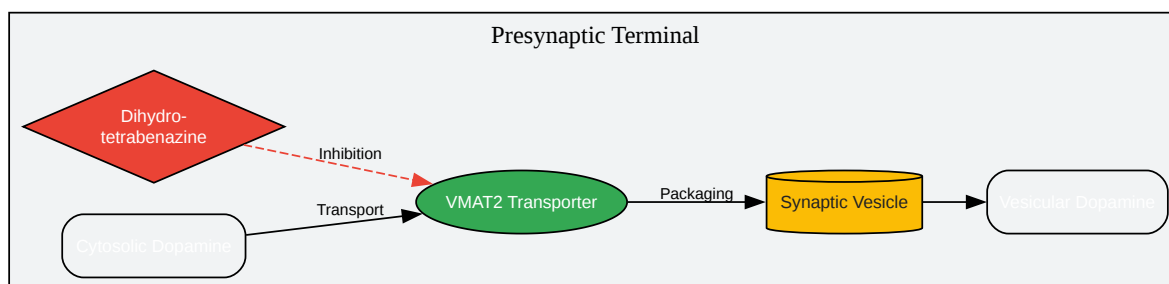 Presynaptic Terminal
Dihydro-
tetrabenazine
Inhibition
Transport
Cytosolic Dopamine
VMAT2 Transporter
Packaging
Synaptic Vesicle
Vesicular Dopamine